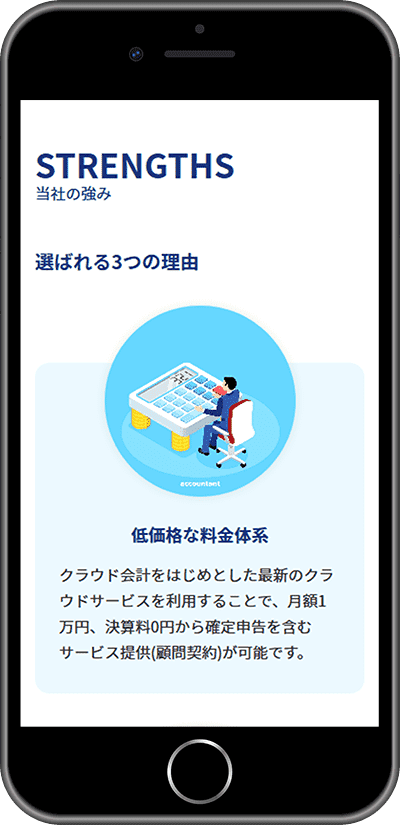 STRENGTHS
当社の強み
選ばれる3つの理由
accountant
低価格な料金体系
クラウド会計をはじめとした最新のクラ
ウドサービスを利用することで、月額1
万円、決算料0円から確定申告を含む
サービス提供(顧問契約)が可能です。